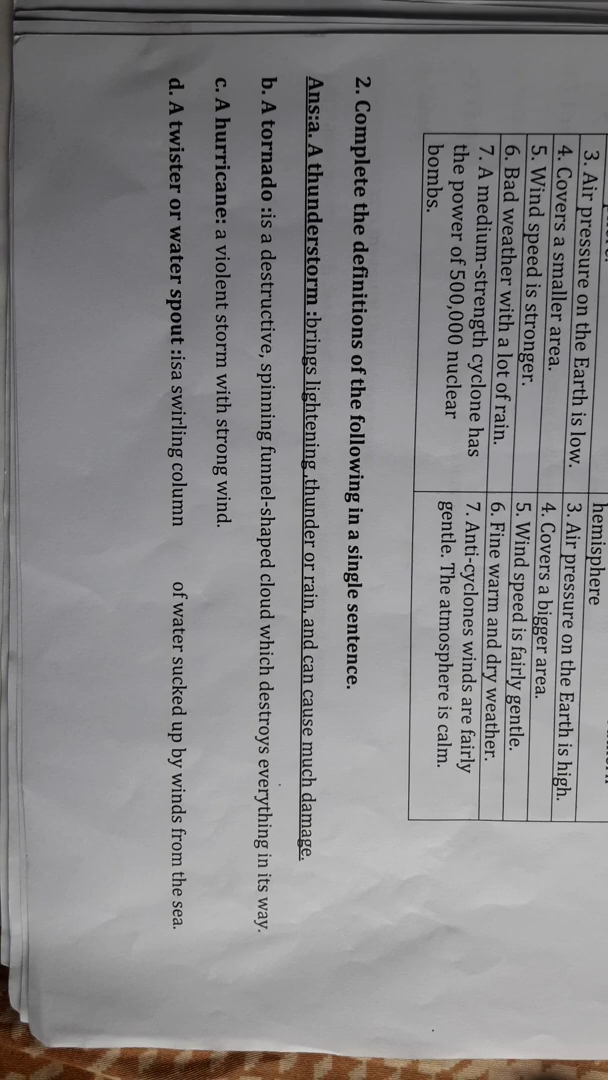 3. Air pressure on the Earth is low.
4. Covers a smaller area.
5. Wind speed is stronger.
6. Bad weather with a lot of rain.
7. A medium-strength cyclone has
the power of 500,000 nuclear
bombs.
hemisphere
3. Air pressure on the Earth is high.
4. Covers a bigger area.
5. Wind speed is fairly gentle.
6. Fine warm and dry weather.
7. Anti-cyclones winds are fairly
gentle. The atmosphere is calm.
2. Complete the definitions of the following in a single sentence.
Ans:a. A thunderstorm :brings lightening ,thunder or rain, and can cause much damage.
b. A tornado :is a destructive, spinning funnel-shaped cloud which destroys everything in its way.
c. A hurricane: a violent storm with strong wind.
d. A twister or water spout :isa swirling column of water sucked up by winds from the sea.